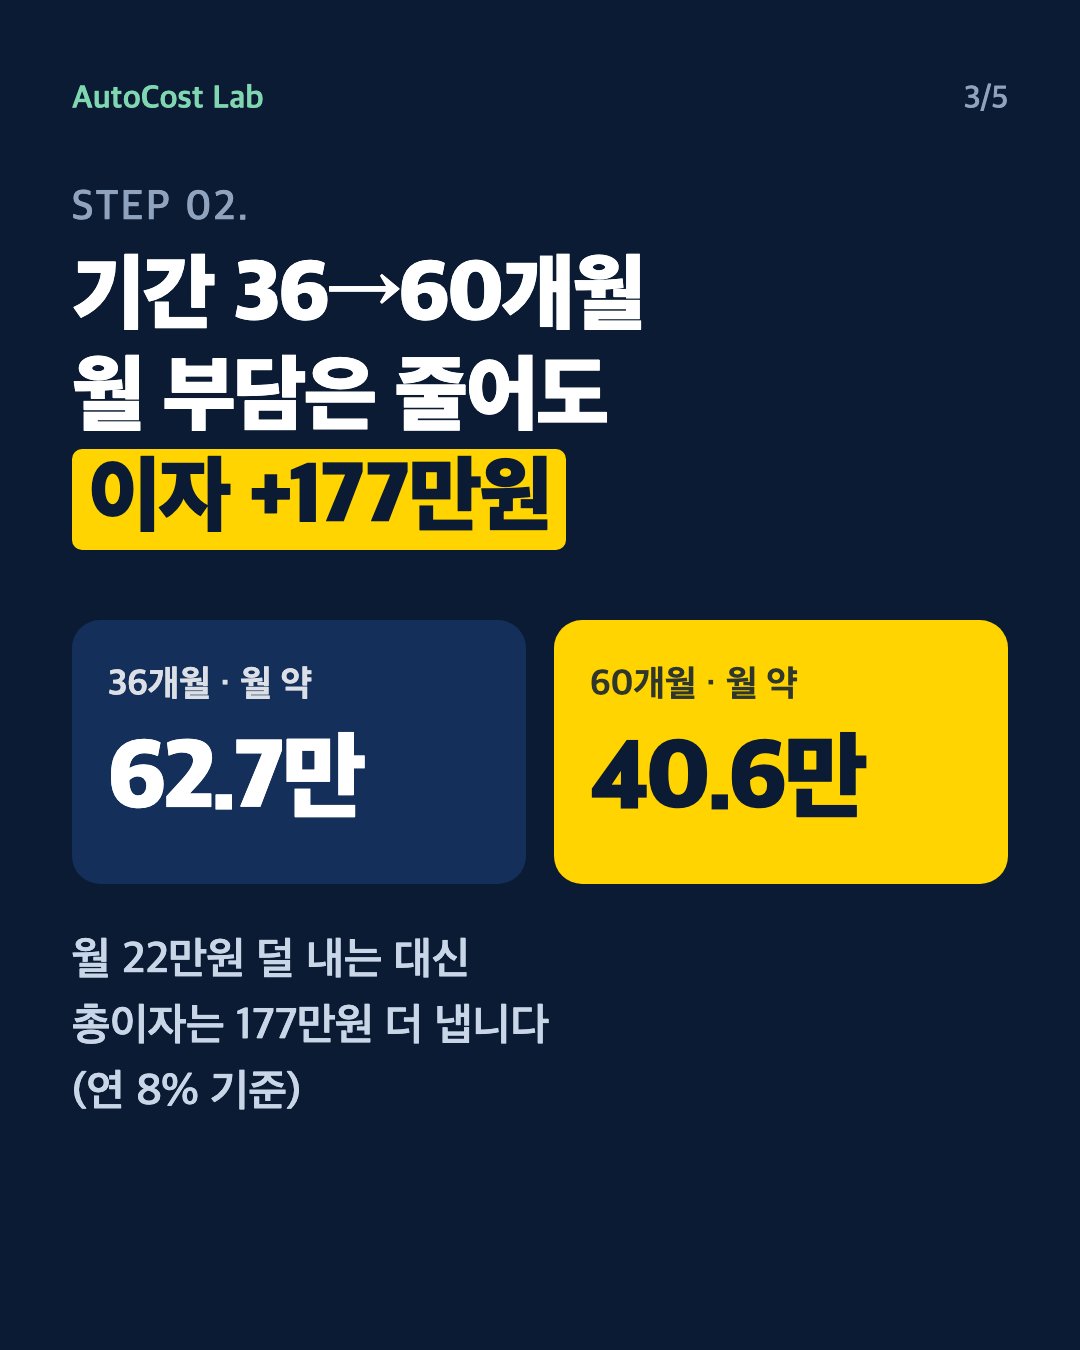 AutoCost Lab
3/5
STEP 02.
기간 36→60개월
월 부담은 줄어도
이자 +177만원
36개월 · 월 약
62.7만
60개월 · 월 약
40.6만
월 22만원 덜 내는 대신
총이자는 177만원 더 냅니다
(연 8% 기준)